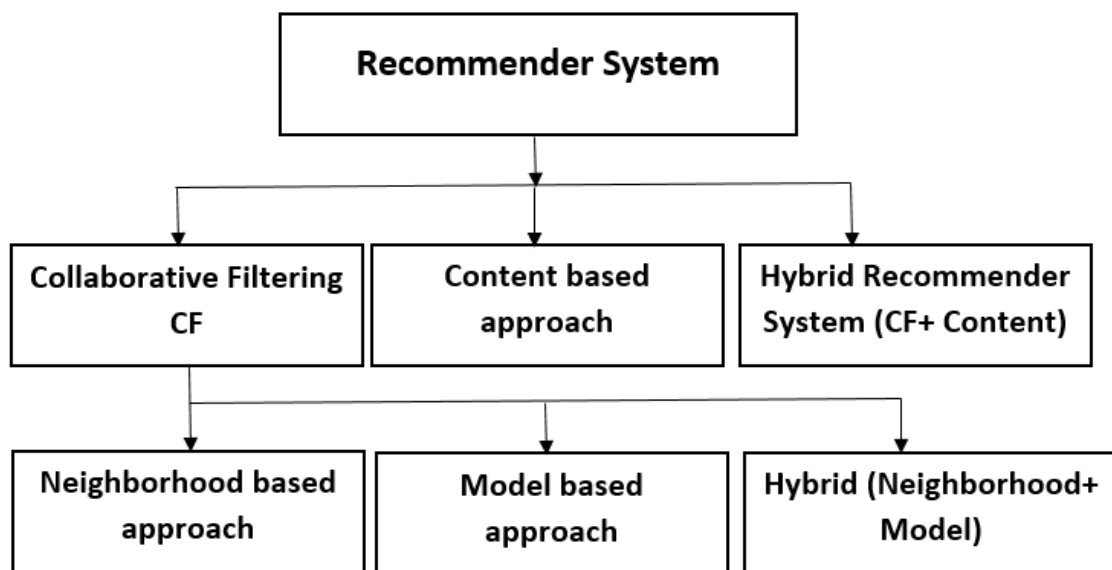 Recommender System
Collaborative Filtering
CF
Content based
approach
Hybrid Recommender
System (CF+ Content)
Neighborhood based
approach
Model based
approach
Hybrid (Neighborhood+
Model)